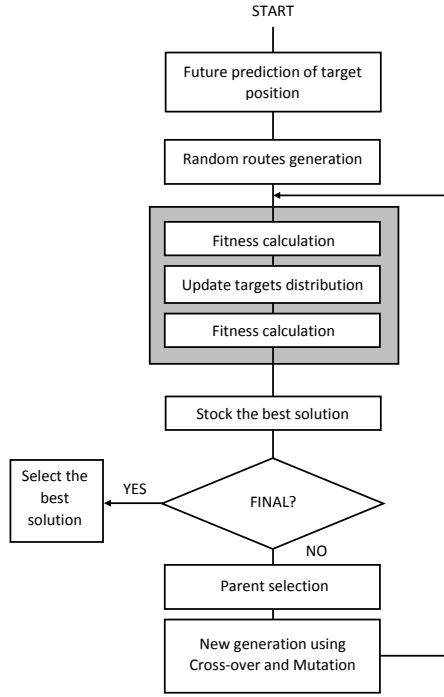 START
Future prediction of target
position
Random routes generation
Fitness calculation
Update targets distribution
Fitness calculation
Stock the best solution
Select the
best
solution
YES
FINAL?
NO
Parent selection
New generation using
Cross-over and Mutation